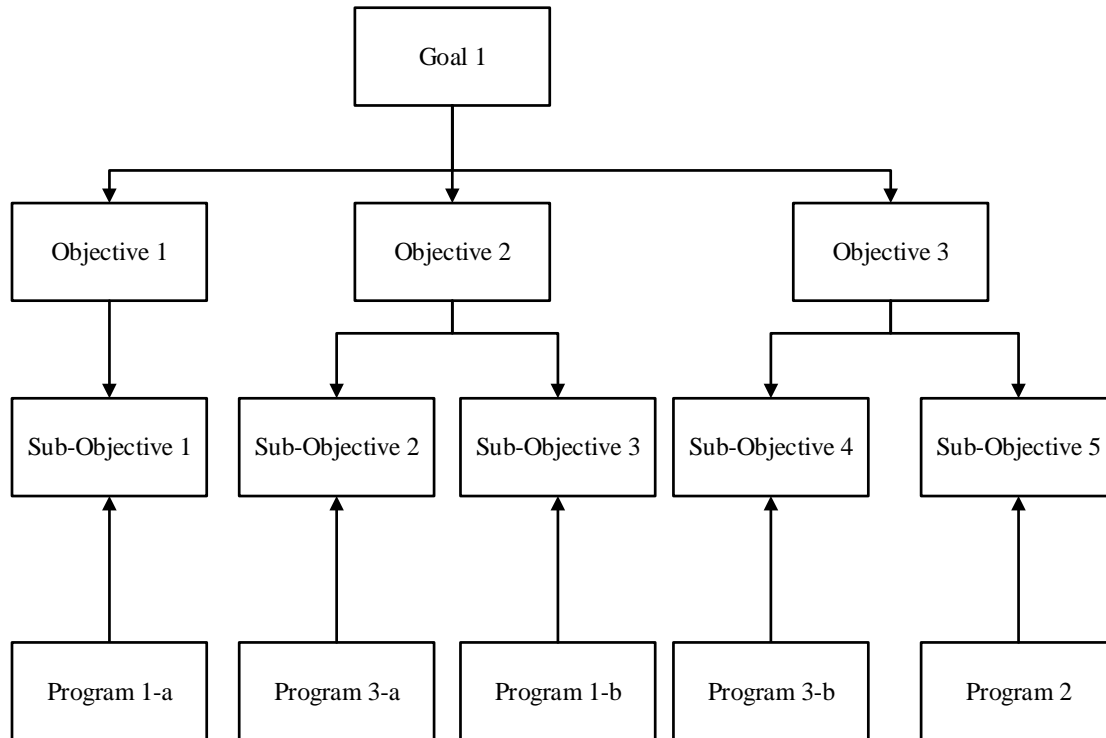 Goal 1
Objective 1
Objective 2
Objective 3
Sub-Objective 1
Sub-Objective 2
Sub-Objective 3
Sub-Objective 4
Sub-Objective 5
Program 1-a
Program 3-a
Program 1-b
Program 3-b
Program 2